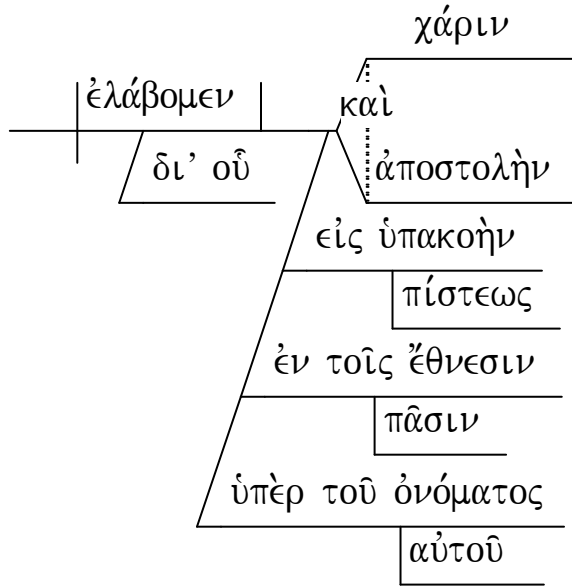 χάριν
ἐλάβομεν
καὶ
δι’ οὗ
ἀποστολὴν
εἰς ὑπακοὴν
πίστεως
ἐν τοῖς ἔθνεσιν
πᾶσιν
ὑπὲρ τοῦ ὀνόματος
αὐτοῦ